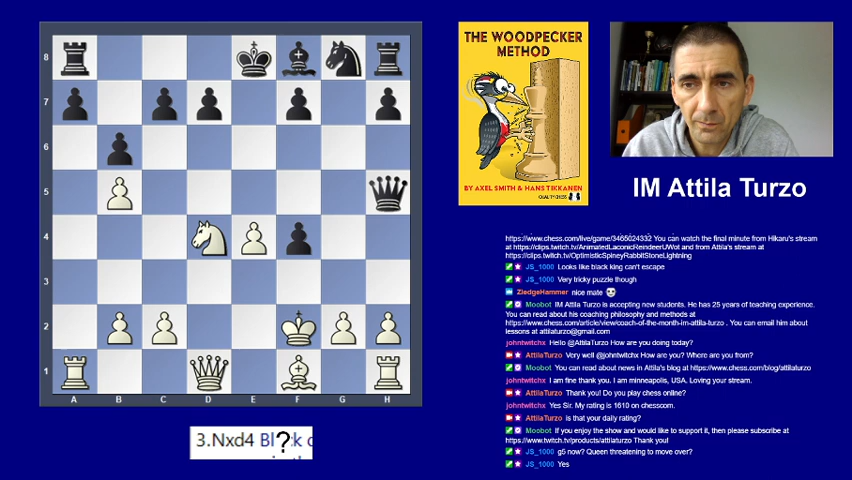 8
7
6
5
4
3
2
1
A B C D E F G H
3.Nxd4
?
THE WOODPECKER
METHOD
BY AXEL SMITH & HANS TIKKANEN
QUALITY CHESS
IM Attila Turzo
https://www.chess.com/live/game/3465024332 You can watch the final minute from Hikaru's stream
at https://clips.twitch.tv/AnimatedLaconicReindeerUWot and from Attila's stream at
https://clips.twitch.tv/OptimisticSpineyRabbitStoneLightning
JS_1000 Looks like black king can't escape
JS_1000 Very tricky puzzle though
ZledgeHammer nice mate
Moobot IM Attila Turzo is accepting new students. He has 25 years of teaching experience.
You can read about his coaching philosophy and methods at
https://www.chess.com/article/view/coach-of-the-month-im-attila-turzo . You can email him about
lessons at attilaturzo@gmail.com
johntwitchx Hello @AttilaTurzo How are you doing today?
AttilaTurzo Very well @johntwitchx How are you? Where are you from?
Moobot You can read about news in Attila's blog at https://www.chess.com/blog/attilaturzo
johntwitchx I am fine thank you. I am minneapolis, USA. Loving your stream.
AttilaTurzo Thank you! Do you play chess online?
johntwitchx Yes Sir. My rating is 1610 on chesscom.
AttilaTurzo is that your daily rating?
Moobot If you enjoy the show and would like to support it, then please subscribe at
https://www.twitch.tv/products/attilaturzo Thank you!
JS_1000 g5 now? Queen threatening to move over?
JS_1000 Yes